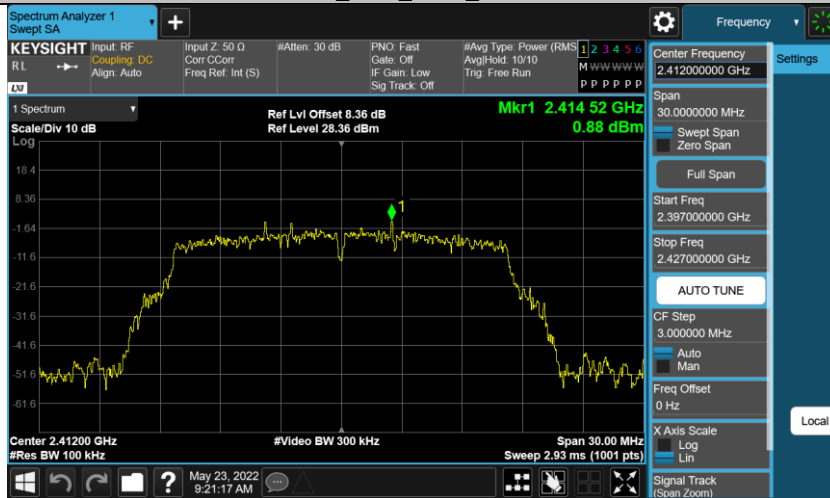 Spectrum Analyzer 1
Swept SA
+
Frequency
KEYSIGHT
RL
LXI
Input: RF
Coupling: DC
Align: Auto
Input Z: 50 Ω
Corr CCorr
Freq Ref: Int (S)
#Atten: 30 dB
PNO: Fast
Gate: Off
IF Gain: Low
Sig Track: Off
#Avg Type: Power (RMS
Avg|Hold: 10/10
Trig: Free Run
1 2 3 4 5 6
M W W W W W
P P P P P P
1 Spectrum
Scale/Div 10 dB
Log
Ref Lvl Offset 8.36 dB
Ref Level 28.36 dBm
Mkr1 2.414 52 GHz
0.88 dBm
18.4
8.36
-1.64
-11.6
-21.6
-31.6
-41.6
-51.6
-61.6
1
Center 2.41200 GHz
#Res BW 100 kHz
#Video BW 300 kHz
Span 30.00 MHz
Sweep 2.93 ms (1001 pts)
?
May 23, 2022
9:21:17 AM
Center Frequency
2.412000000 GHz
Span
30.0000000 MHz
Swept Span
Zero Span
Full Span
Start Freq
2.397000000 GHz
Stop Freq
2.427000000 GHz
AUTO TUNE
CF Step
3.000000 MHz
Auto
Man
Freq Offset
0 Hz
X Axis Scale
Log
Lin
Signal Track
(Span Zoom)
Settings
Local